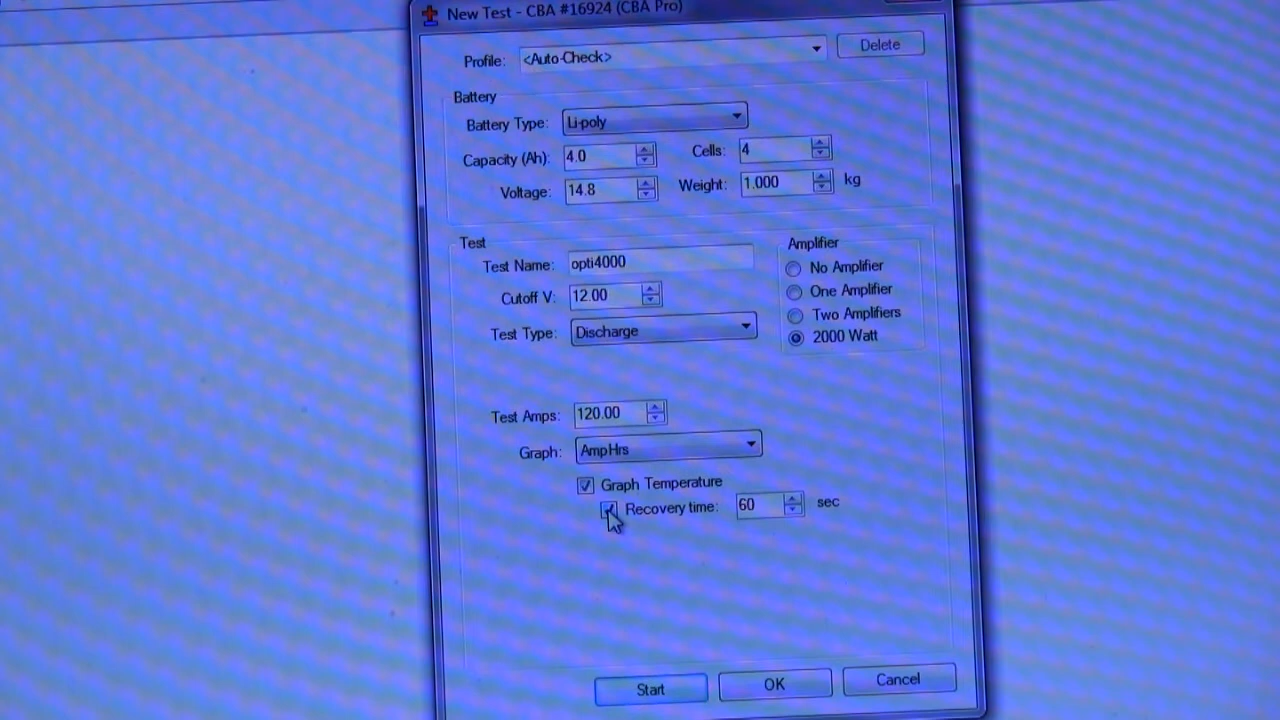 New Test - CBA #16924 (CBA Pro)
Profile: <Auto-Check> Delete
Battery
Battery Type: Li-poly
Capacity (Ah): 4.0 Cells: 4
Voltage: 14.8 Weight: 1.000 kg
Test
Test Name: opti4000
Cutoff V: 12.00
Test Type: Discharge
Amplifier
No Amplifier
One Amplifier
Two Amplifiers
2000 Watt
Test Amps: 120.00
Graph: AmpHrs
Graph Temperature
Recovery time: 60 sec
Start OK Cancel